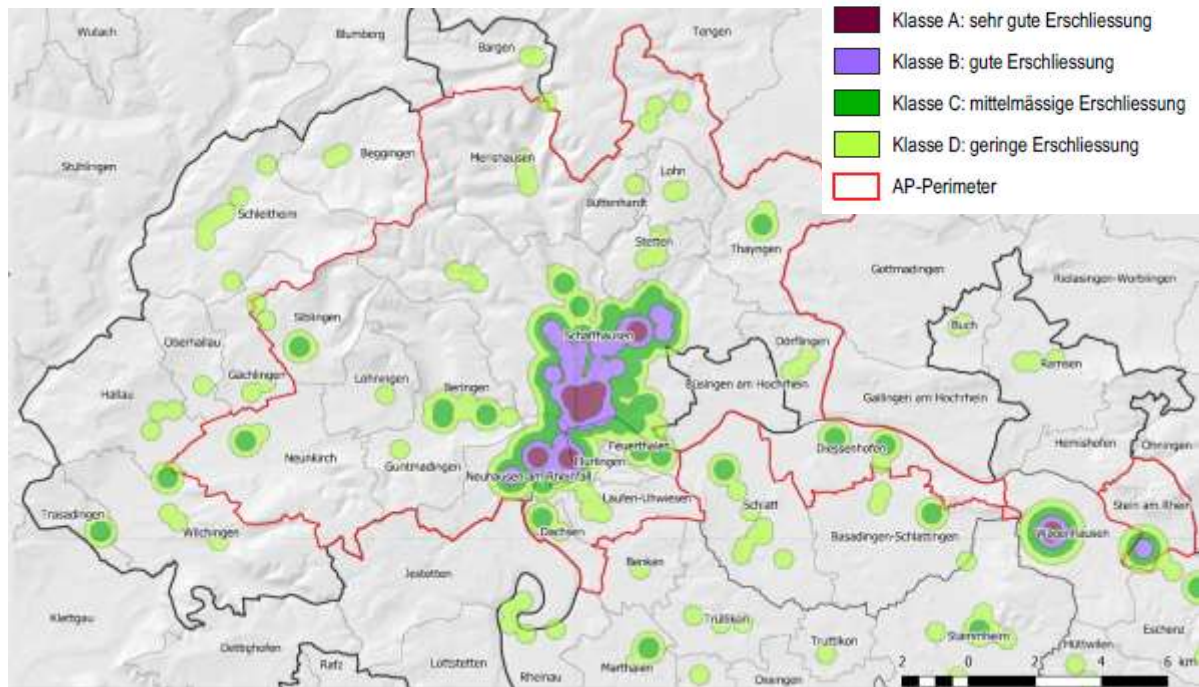 Klasse A: sehr gute Erschliessung
Klasse B: gute Erschliessung
Klasse C: mittelmässige Erschliessung
Klasse D: geringe Erschliessung
AP-Perimeter
Wutach
Blumberg
Bargen
Tengen
Stühlingen
Beggingen
Merishausen
Lohn
Büttenhardt
Schleitheim
Stetten
Thayngen
Gottmadingen
Rielasingen-Worblingen
Siblingen
Oberhallau
Schaffhausen
Buch
Dörflingen
Ramsen
Hallau
Gächlingen
Löhningen
Beringen
Büsingen am Hochrhein
Gailingen am Hochrhein
Hemishofen
Öhningen
Neunkirch
Guntmadingen
Feuerthalen
Flurlingen
Diessenhofen
Neuhausen am Rheinfall
Laufen-Uhwiesen
Schlatt
Stein am Rhein
Trasadingen
Wilchingen
Dachsen
Basadingen-Schlattingen
Wagenhausen
Jestetten
Benken
Klettgau
Trüllikon
Truttikon
Stammheim
Eschenz
Dettighofen
Rafz
Lottstetten
Rheinau
Marthalen
Ossingen
Hüttwilen
2 0 2 4 6 km